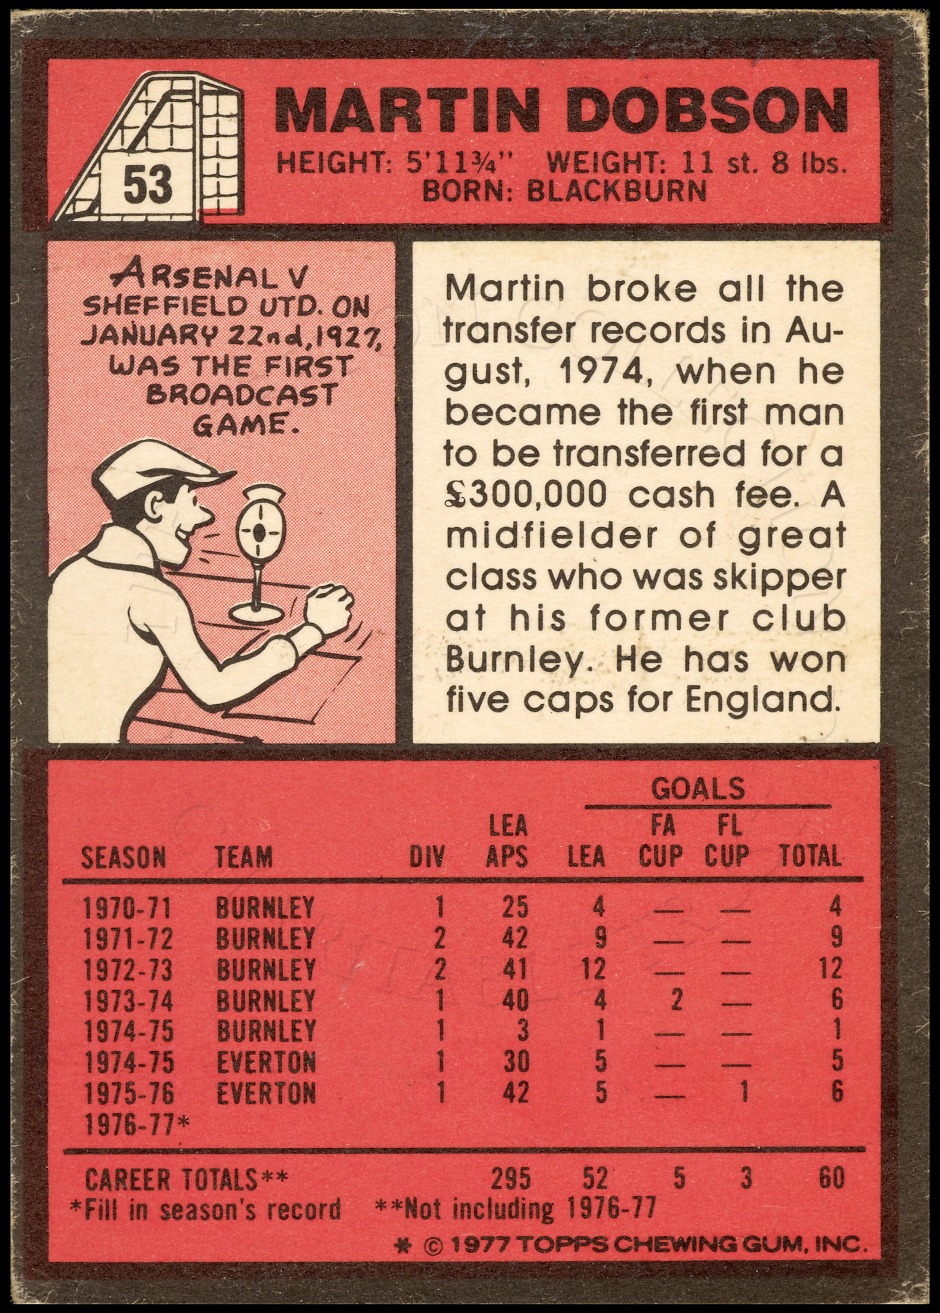 53
MARTIN DOBSON
HEIGHT: 5'11¾" WEIGHT: 11 st. 8 lbs.
BORN: BLACKBURN
ARSENAL V
SHEFFIELD UTD. ON
JANUARY 22nd, 1927,
WAS THE FIRST
BROADCAST
GAME.
Martin broke all the
transfer records in Au-
gust, 1974, when he
became the first man
to be transferred for a
£300,000 cash fee. A
midfielder of great
class who was skipper
at his former club
Burnley. He has won
five caps for England.
GOALS
LEA FA FL
SEASON TEAM DIV APS LEA CUP CUP TOTAL
1970-71 BURNLEY 1 25 4 — — 4
1971-72 BURNLEY 2 42 9 — — 9
1972-73 BURNLEY 2 41 12 — — 12
1973-74 BURNLEY 1 40 4 2 — 6
1974-75 BURNLEY 1 3 1 — — 1
1974-75 EVERTON 1 30 5 — — 5
1975-76 EVERTON 1 42 5 — 1 6
1976-77*
CAREER TOTALS** 295 52 5 3 60
*Fill in season's record **Not including 1976-77
* © 1977 TOPPS CHEWING GUM, INC.